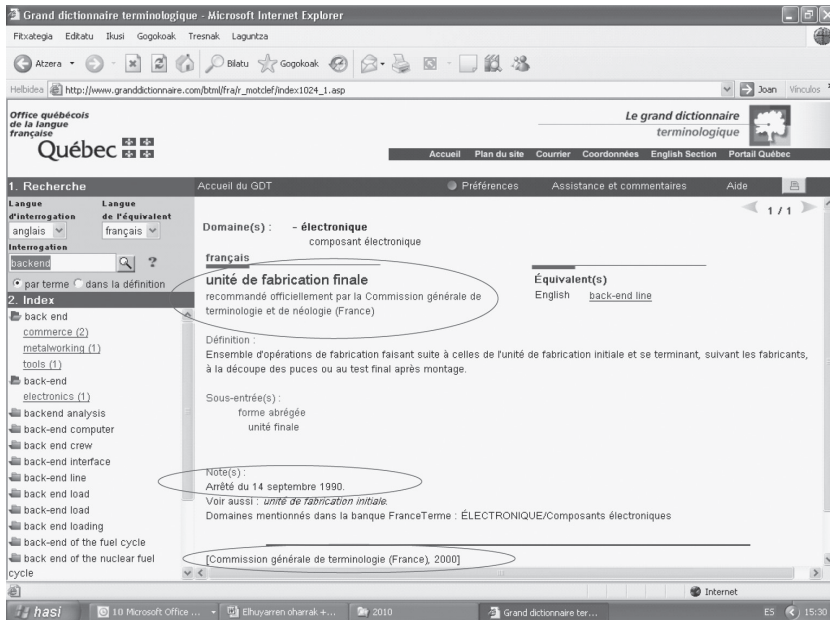 Grand dictionnaire terminologique - Microsoft Internet Explorer
Fitxategia Editatu Ikusi Gogokoak Tresnak Laguntza
Atzera Bilatu Gogokoak
Helbidea http://www.granddictionnaire.com/btml/fra/r_motclef/index1024_1.asp Joan Vínculos
Office québécois
de la langue
française
Québec
Le grand dictionnaire
terminologique
Accueil Plan du site Courrier Coordonnées English Section Portail Québec
1. Recherche
Accueil du GDT Préférences Assistance et commentaires Aide
Langue d'interrogation
Langue de l'équivalent
anglais français
Interrogation
backend ?
par terme dans la définition
2. Index
back end
commerce (2)
metalworking (1)
tools (1)
back-end
electronics (1)
backend analysis
back-end computer
back end crew
back-end interface
back-end line
back end load
back-end load
back end loading
back-end of the fuel cycle
back end of the nuclear fuel
cycle
1 / 1
Domaine(s) : - électronique
composant électronique
français
unité de fabrication finale
recommandé officiellement par la Commission générale de
terminologie et de néologie (France)
Équivalent(s)
English back-end line
Définition :
Ensemble d'opérations de fabrication faisant suite à celles de l'unité de fabrication initiale et se terminant, suivant les fabricants,
à la découpe des puces ou au test final après montage.
Sous-entrée(s) :
forme abrégée
unité finale
Note(s) :
Arrêté du 14 septembre 1990.
Voir aussi : unité de fabrication initiale.
Domaines mentionnés dans la banque FranceTerme : ÉLECTRONIQUE/Composants électroniques
[Commission générale de terminologie (France), 2000]
Internet
hasi 10 Microsoft Office ... Elhuyarren oharrak +... 2010 Grand dictionnaire ter... ES 15:30